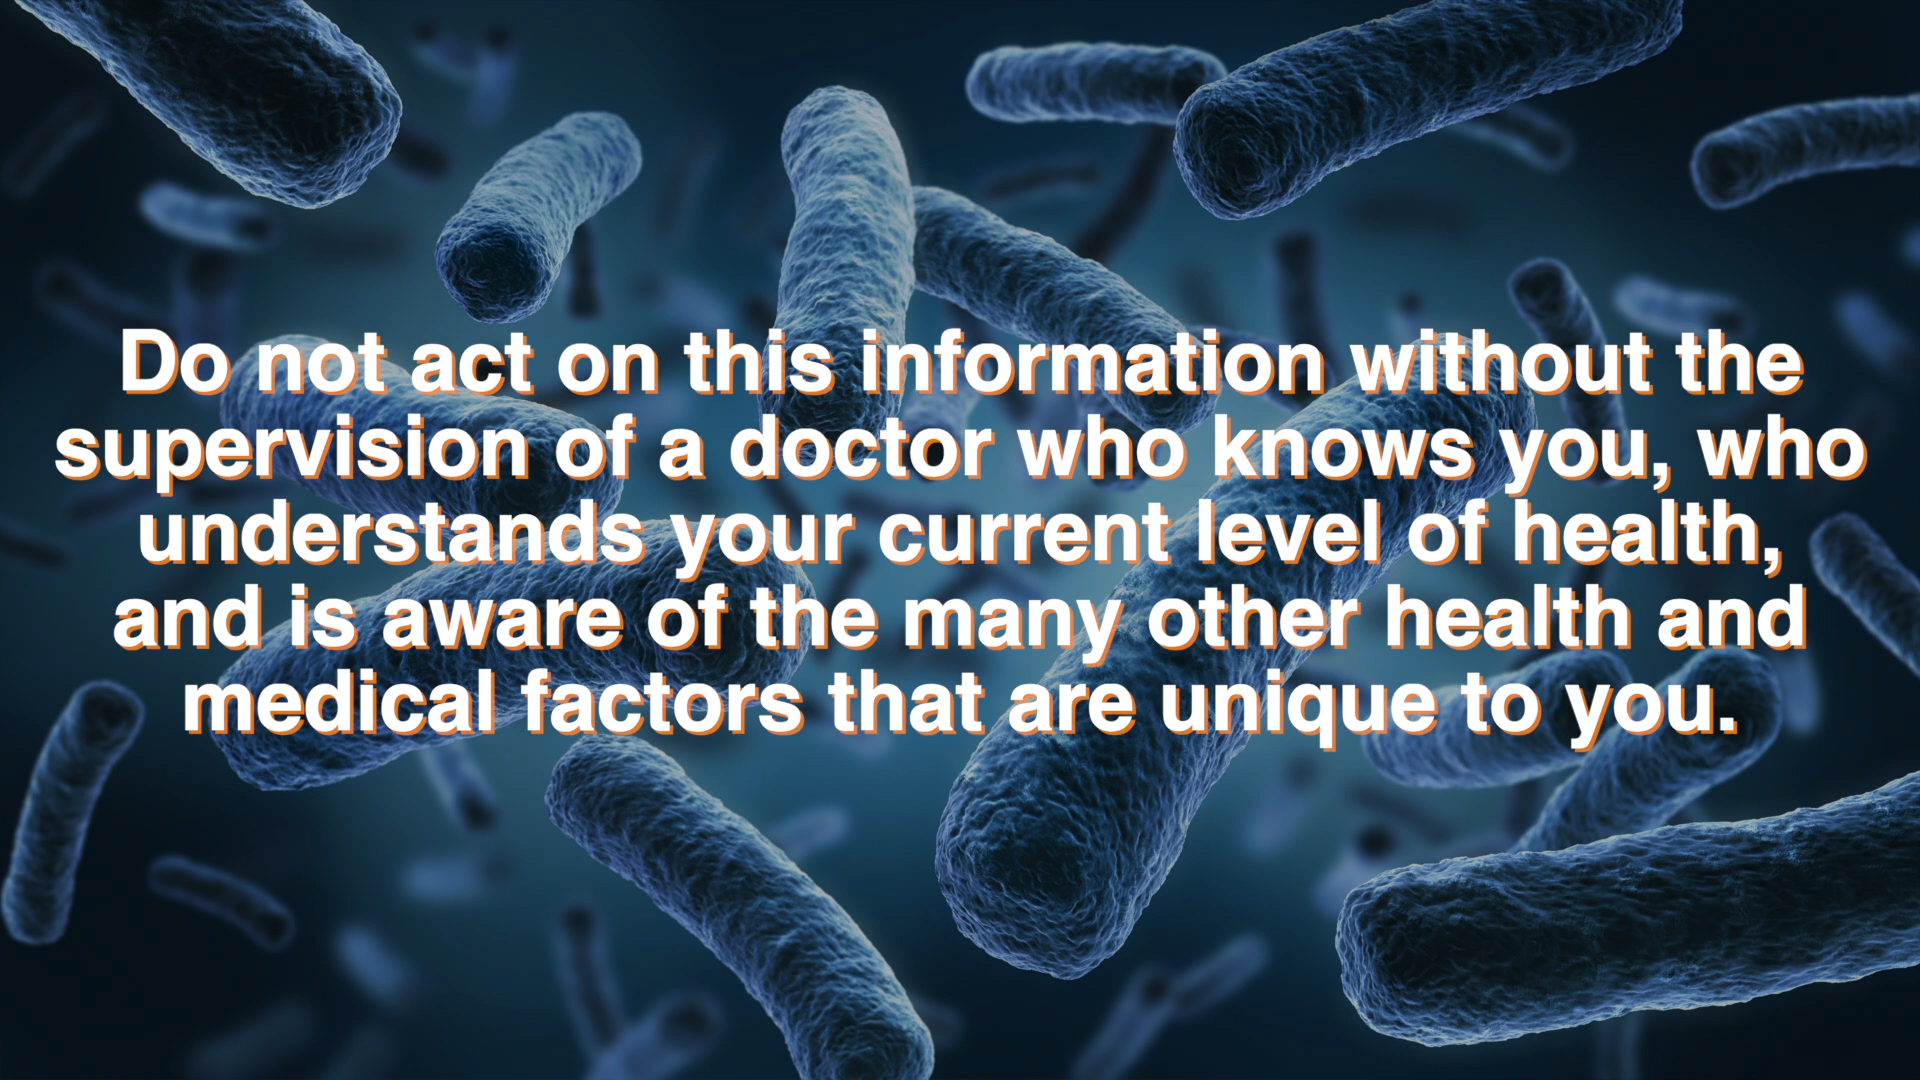 Do not act on this information without the
supervision of a doctor who knows you, who
understands your current level of health,
and is aware of the many other health and
medical factors that are unique to you.